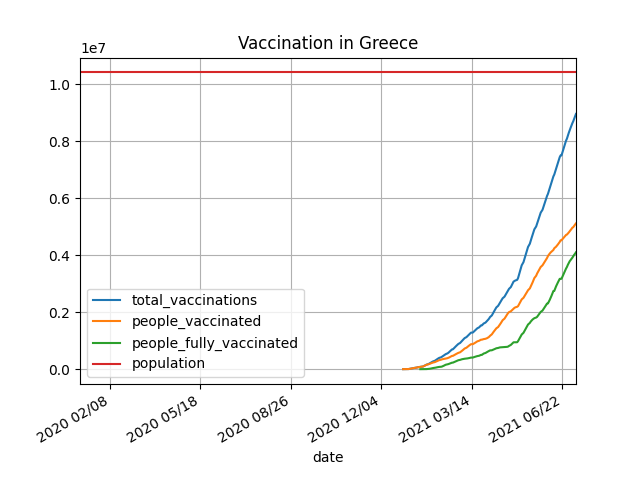 Vaccination in Greece
1e7
1.0
0.8
0.6
0.4
0.2
0.0
total_vaccinations
people_vaccinated
people_fully_vaccinated
population
2020 02/08
2020 05/18
2020 08/26
2020 12/04
2021 03/14
2021 06/22
date